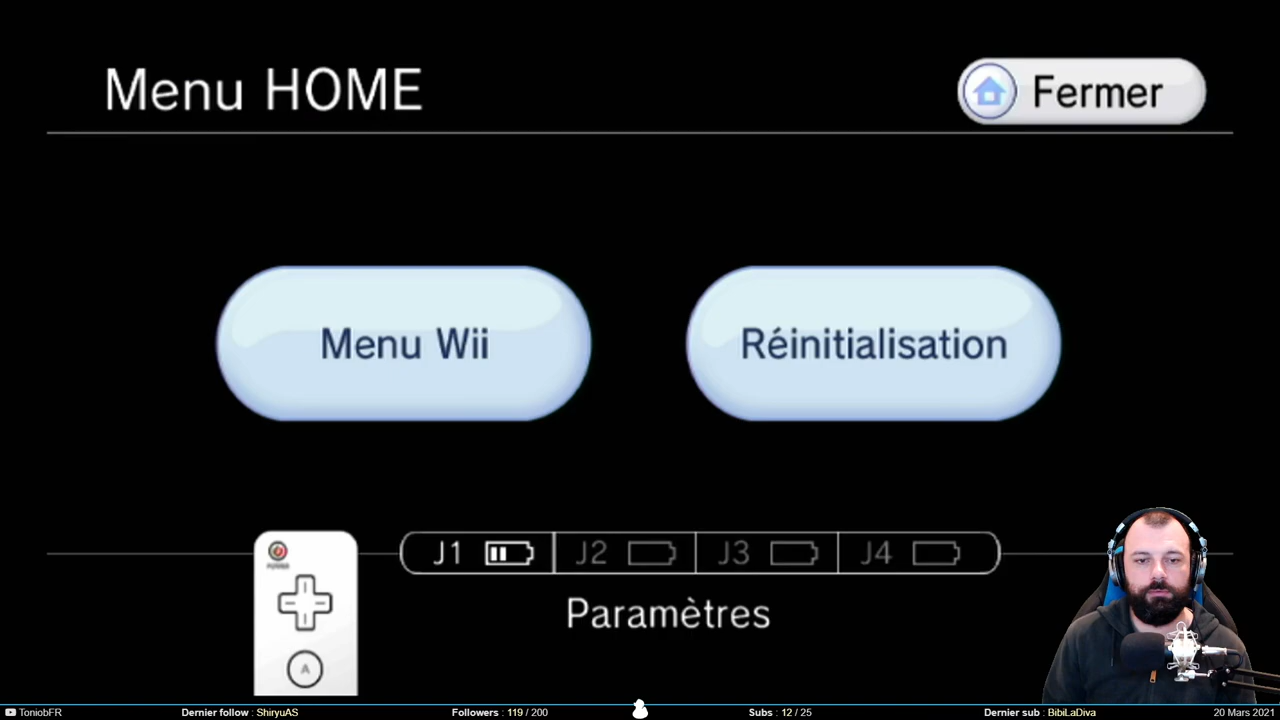 Menu HOME
Fermer
Menu Wii
Réinitialisation
POWER
J1
J2
J3
J4
A
Paramètres
ToniobFR
Dernier follow : ShiryuAS
Followers : 119 / 200
Subs : 12 / 25
Dernier sub : BibiLaDiva
20 Mars 2021